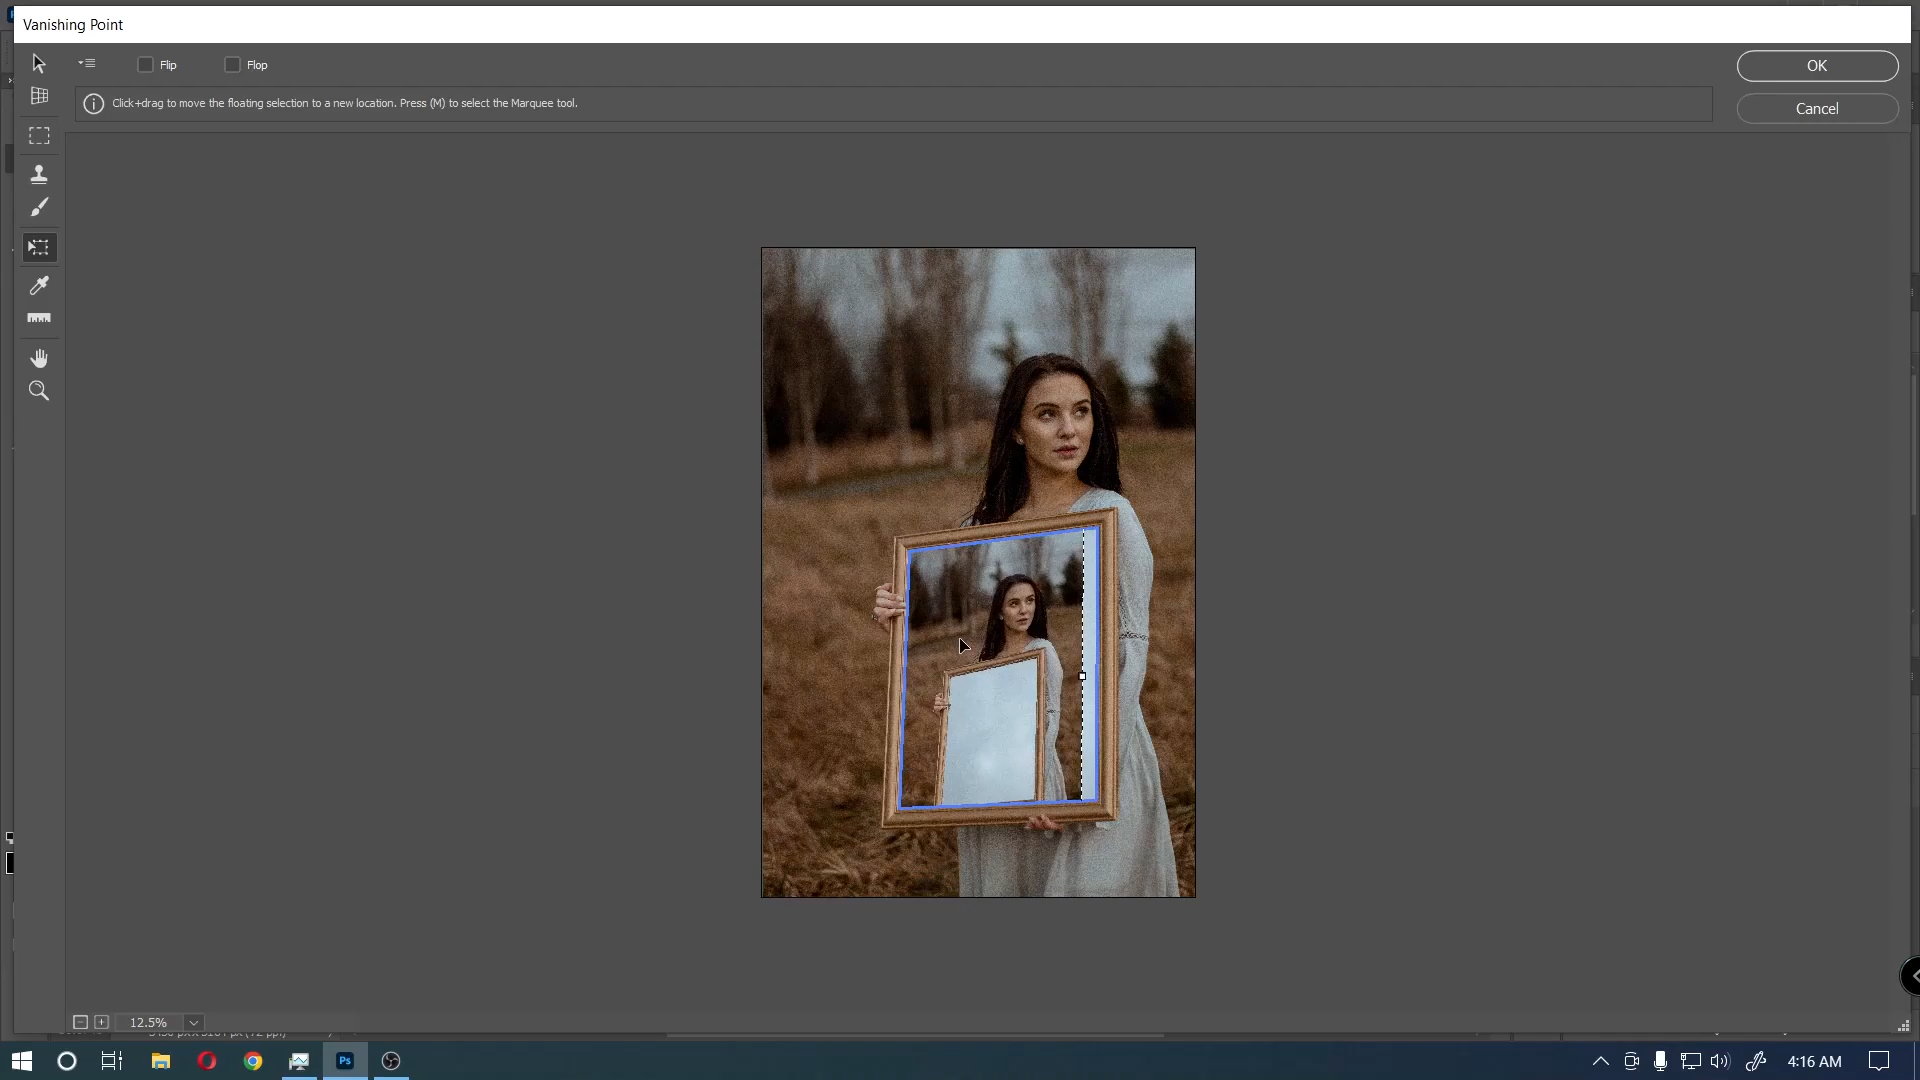 Vanishing Point
Flip
Flop
OK
Click+drag to move the floating selection to a new location. Press (M) to select the Marquee tool.
Cancel
12.5%
Ps
4:16 AM